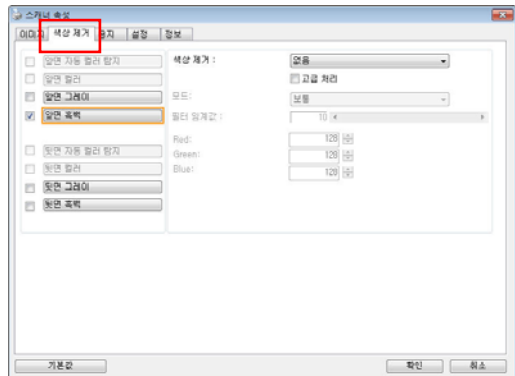 스캐너 속성
이미지 색상 제거 용지 설정 정보
앞면 자동 컬러 탐지
앞면 컬러
앞면 그레이
앞면 흑백
뒷면 자동 컬러 탐지
뒷면 컬러
뒷면 그레이
뒷면 흑백
색상 제거 : 없음
고급 처리
모드: 보통
필터 임계값 : 10
Red: 128
Green: 128
Blue: 128
기본값 확인 취소